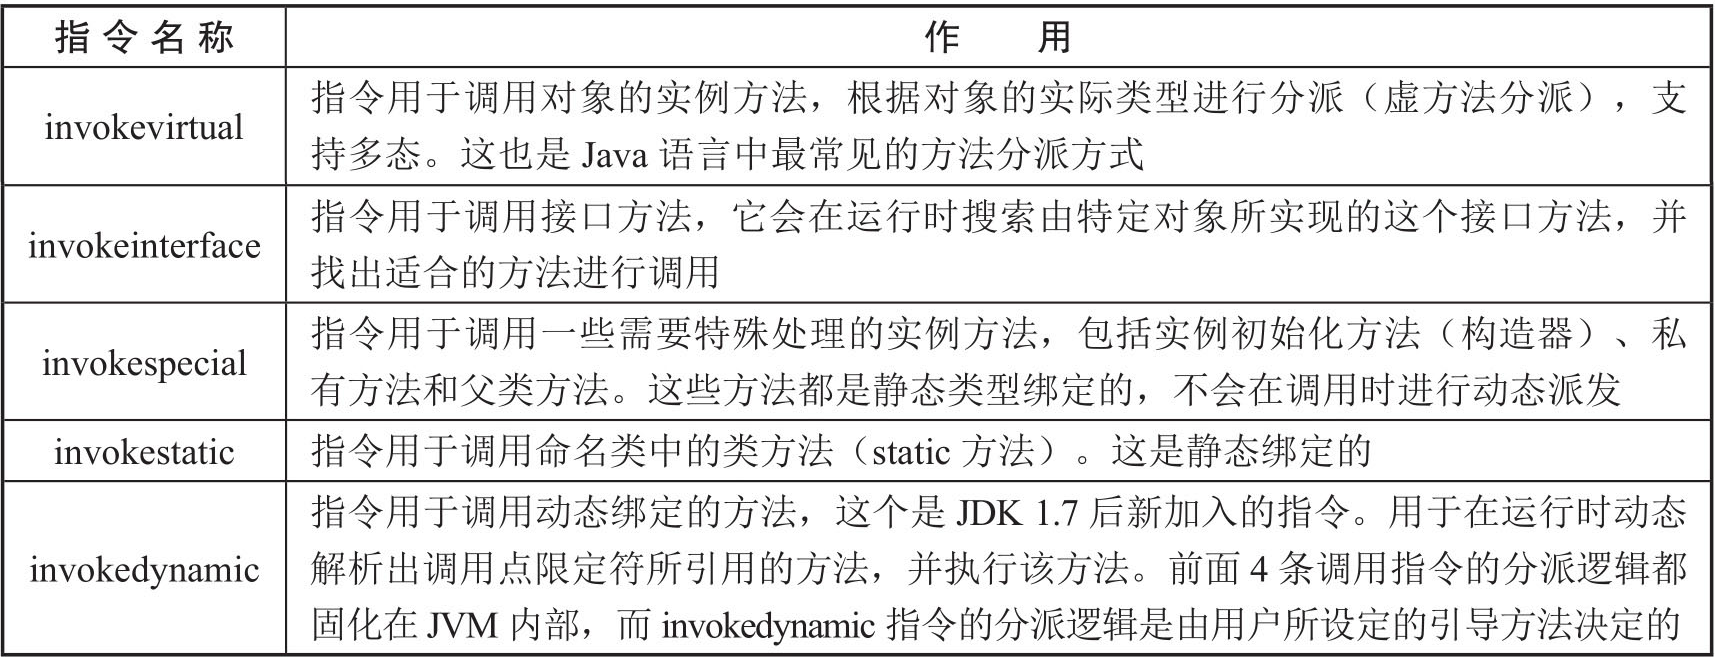 指令名称 作 用
invokevirtual
指令用于调用对象的实例方法，根据对象的实际类型进行分派（虚方法分派），支
持多态。这也是 Java 语言中最常见的方法分派方式
invokeinterface
指令用于调用接口方法，它会在运行时搜索由特定对象所实现的这个接口方法，并
找出适合的方法进行调用
invokespecial
指令用于调用一些需要特殊处理的实例方法，包括实例初始化方法（构造器）、私
有方法和父类方法。这些方法都是静态类型绑定的，不会在调用时进行动态派发
invokestatic
指令用于调用命名类中的类方法（static 方法）。这是静态绑定的
invokedynamic
指令用于调用动态绑定的方法，这个是 JDK 1.7 后新加入的指令。用于在运行时动态
解析出调用点限定符所引用的方法，并执行该方法。前面 4 条调用指令的分派逻辑都
固化在 JVM 内部，而 invokedynamic 指令的分派逻辑是由用户所设定的引导方法决定的